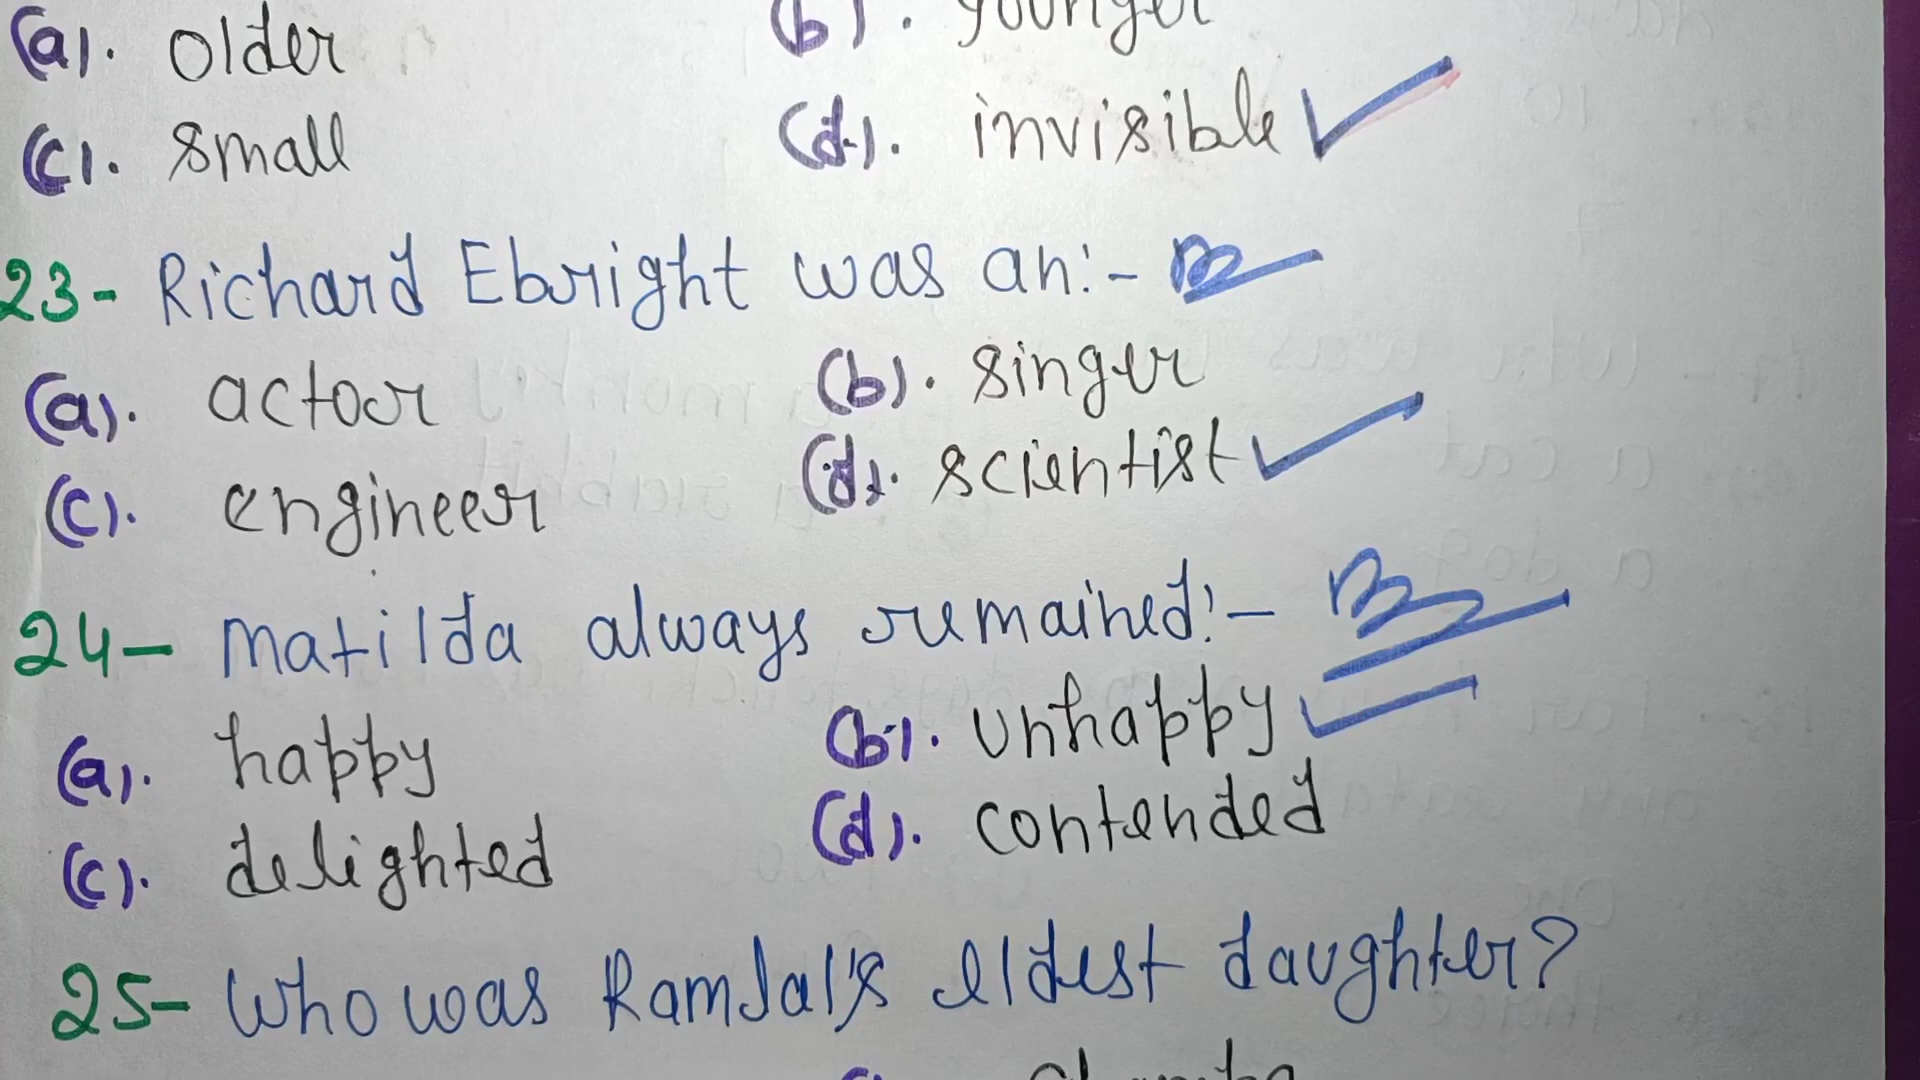 (a). older (b). younger
(c). small (d). invisible
23- Richard Ebright was an:-
(a). actor (b). singer
(c). engineer (d). scientist
24- Matilda always remained:-
(a). happy (b). unhappy
(c). delighted (d). contended
25- Who was Ramlal's eldest daughter?